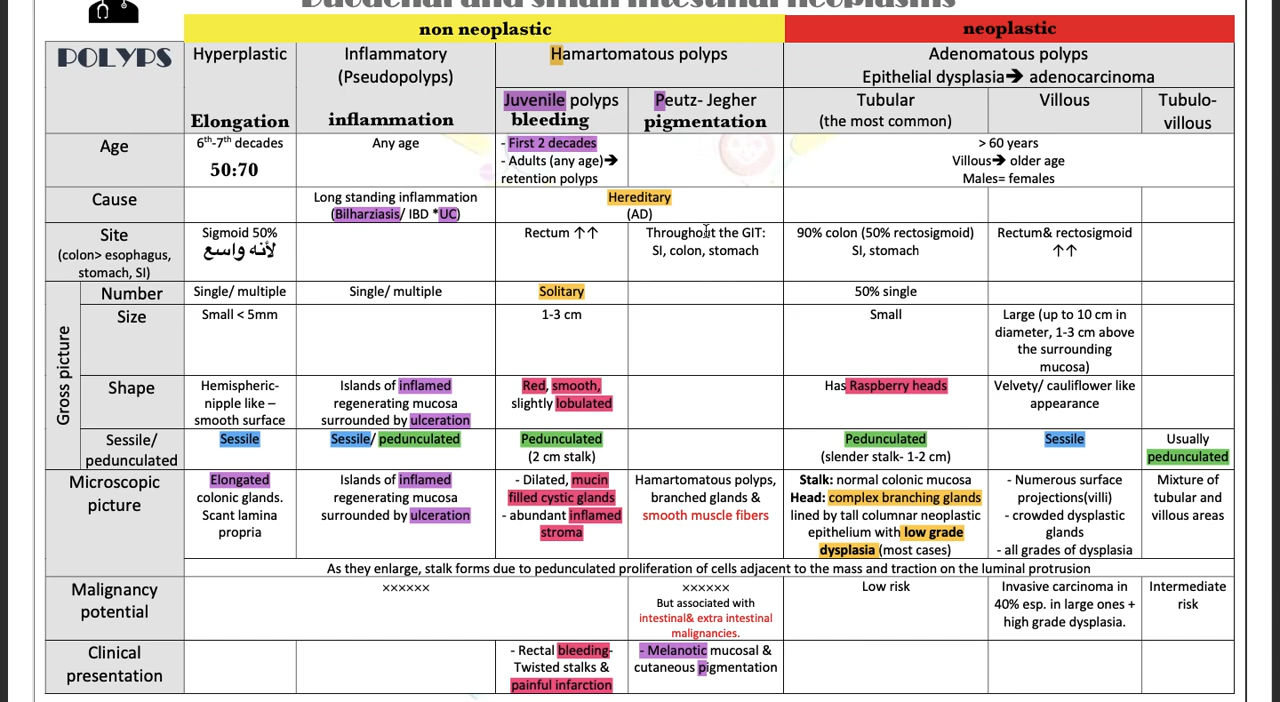 Duodenal and small intestinal neoplasms
non neoplastic
neoplastic
POLYPS
Hyperplastic
Elongation
Inflammatory
(Pseudopolyps)
inflammation
Hamartomatous polyps
Adenomatous polyps
Epithelial dysplasia➔ adenocarcinoma
Juvenile polyps
bleeding
Peutz- Jegher
pigmentation
Tubular
(the most common)
Villous
Tubulo-
villous
Age
6th-7th decades
50:70
Any age
- First 2 decades
- Adults (any age)➔
retention polyps
> 60 years
Villous➔ older age
Males= females
Cause
Long standing inflammation
(Bilharziasis/ IBD *UC)
Hereditary
(AD)
Site
(colon> esophagus,
stomach, SI)
Sigmoid 50%
لأنه واسع
Rectum ↑↑
Throughout the GIT:
SI, colon, stomach
90% colon (50% rectosigmoid)
SI, stomach
Rectum& rectosigmoid
↑↑
Gross picture
Number
Single/ multiple
Single/ multiple
Solitary
50% single
Size
Small < 5mm
1-3 cm
Small
Large (up to 10 cm in
diameter, 1-3 cm above
the surrounding
mucosa)
Shape
Hemispheric-
nipple like –
smooth surface
Islands of inflamed
regenerating mucosa
surrounded by ulceration
Red, smooth,
slightly lobulated
Has Raspberry heads
Velvety/ cauliflower like
appearance
Sessile/
pedunculated
Sessile
Sessile/ pedunculated
Pedunculated
(2 cm stalk)
Pedunculated
(slender stalk- 1-2 cm)
Sessile
Usually
pedunculated
Microscopic
picture
Elongated
colonic glands.
Scant lamina
propria
Islands of inflamed
regenerating mucosa
surrounded by ulceration
- Dilated, mucin
filled cystic glands
- abundant inflamed
stroma
Hamartomatous polyps,
branched glands &
smooth muscle fibers
Stalk: normal colonic mucosa
Head: complex branching glands
lined by tall columnar neoplastic
epithelium with low grade
dysplasia (most cases)
- Numerous surface
projections(villi)
- crowded dysplastic
glands
- all grades of dysplasia
Mixture of
tubular and
villous areas
As they enlarge, stalk forms due to pedunculated proliferation of cells adjacent to the mass and traction on the luminal protrusion
Malignancy
potential
××××××
××××××
But associated with
intestinal& extra intestinal
malignancies.
Low risk
Invasive carcinoma in
40% esp. in large ones +
high grade dysplasia.
Intermediate
risk
Clinical
presentation
- Rectal bleeding-
Twisted stalks &
painful infarction
- Melanotic mucosal &
cutaneous pigmentation